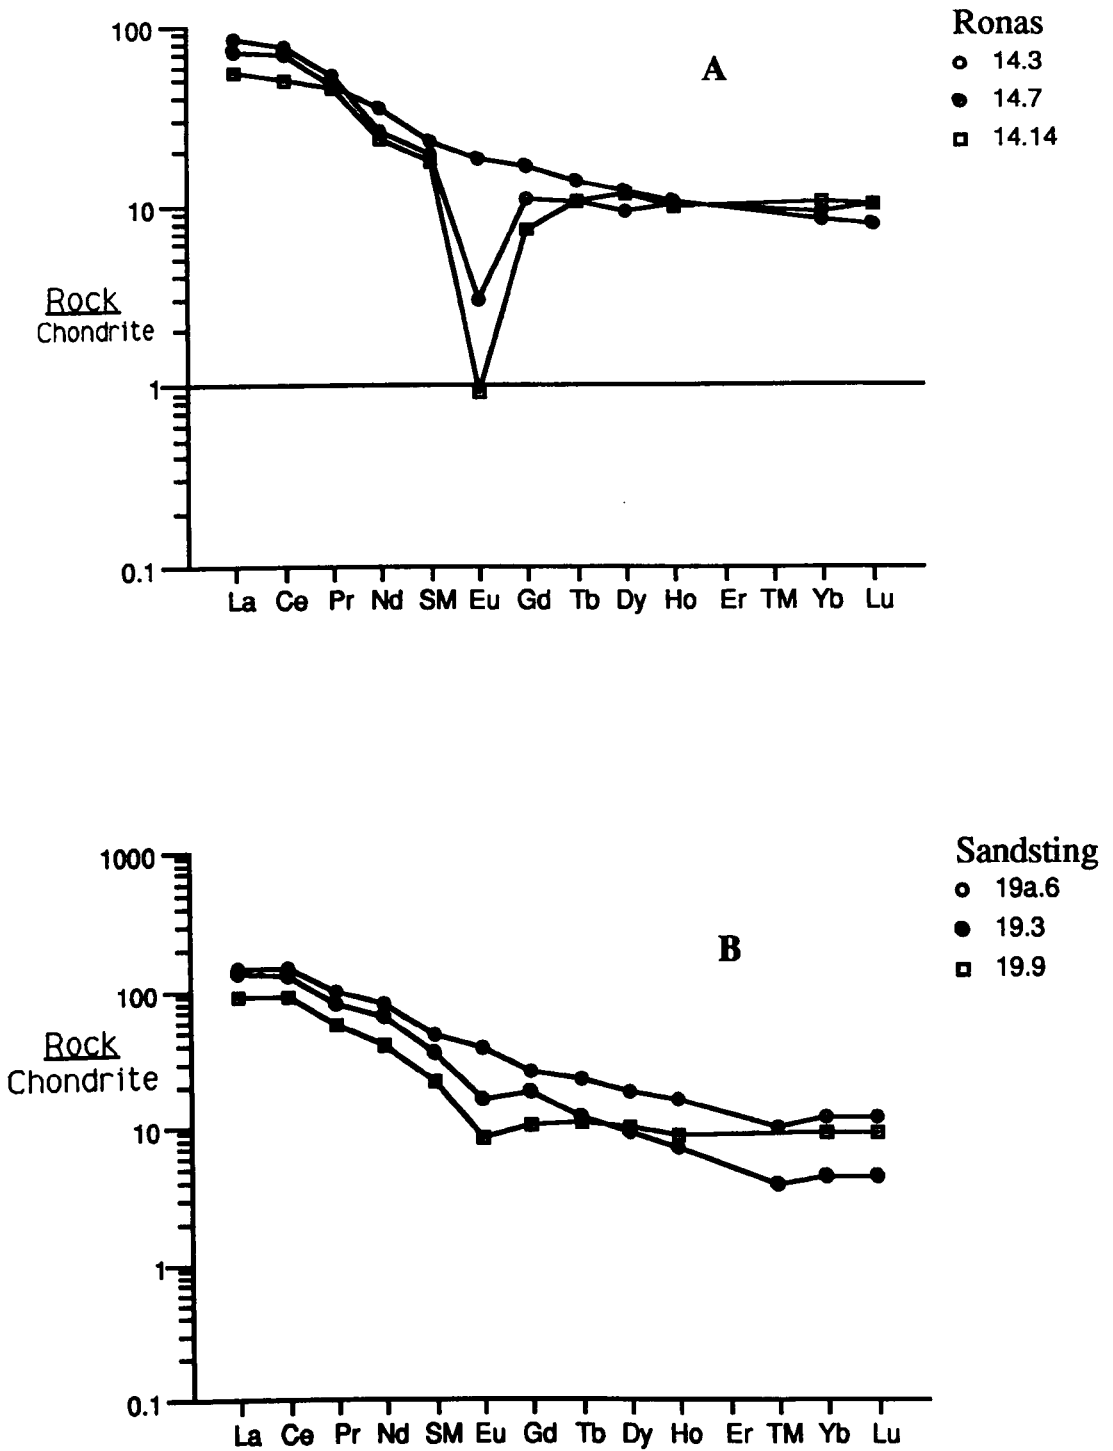 100
A
Ronas
14.3
14.7
14.14
10
Rock
Chondrite
1
0.1
La Ce Pr Nd SM Eu Gd Tb Dy Ho Er TM Yb Lu
1000
B
Sandsting
19a.6
19.3
19.9
100
Rock
Chondrite
10
1
0.1
La Ce Pr Nd SM Eu Gd Tb Dy Ho Er TM Yb Lu